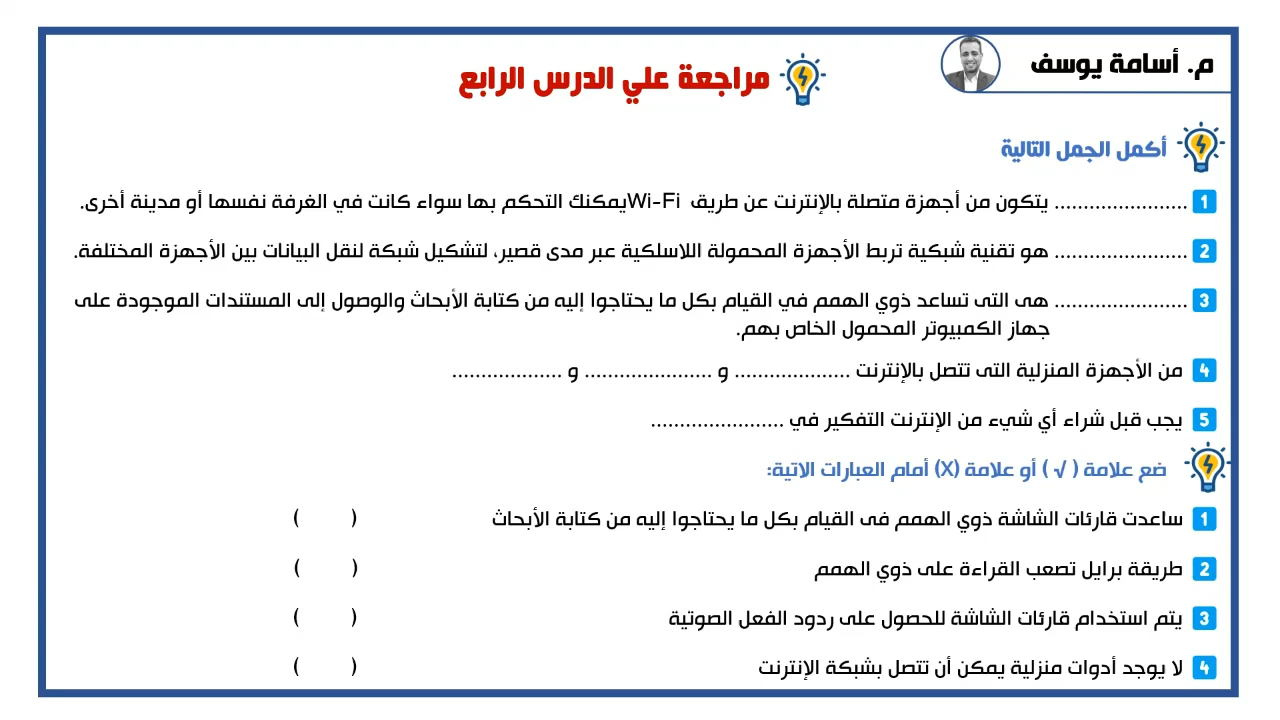 م. أسامة يوسف
مراجعة علي الدرس الرابع
أكمل الجمل التالية
1 ....................... يتكون من أجهزة متصلة بالإنترنت عن طريق Wi-Fi يمكنك التحكم بها سواء كانت في الغرفة نفسها أو مدينة أخرى.
2 ....................... هو تقنية شبكية تربط الأجهزة المحمولة اللاسلكية عبر مدى قصير، لتشكيل شبكة لنقل البيانات بين الأجهزة المختلفة.
3 ....................... هى التى تساعد ذوي الهمم في القيام بكل ما يحتاجوا إليه من كتابة الأبحاث والوصول إلى المستندات الموجودة على
جهاز الكمبيوتر المحمول الخاص بهم.
4 من الأجهزة المنزلية التى تتصل بالإنترنت .................... و ...................... و ...................
5 يجب قبل شراء أي شيء من الإنترنت التفكير في .......................
ضع علامة ( √ ) أو علامة (X) أمام العبارات الاتية:
1 ساعدت قارئات الشاشة ذوي الهمم فى القيام بكل ما يحتاجوا إليه من كتابة الأبحاث ( )
2 طريقة برايل تصعب القراءة على ذوي الهمم ( )
3 يتم استخدام قارئات الشاشة للحصول على ردود الفعل الصوتية ( )
4 لا يوجد أدوات منزلية يمكن أن تتصل بشبكة الإنترنت ( )